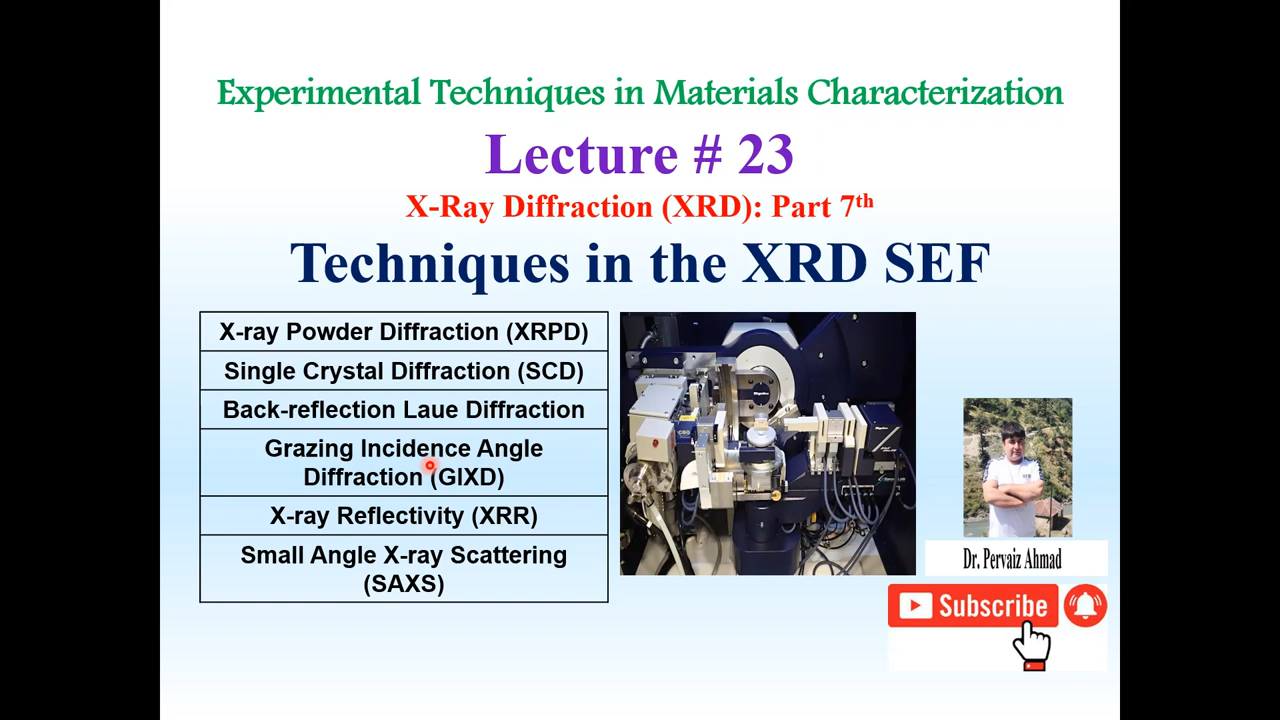 Experimental Techniques in Materials Characterization
Lecture # 23
X-Ray Diffraction (XRD): Part 7th
Techniques in the XRD SEF
X-ray Powder Diffraction (XRPD)
Single Crystal Diffraction (SCD)
Back-reflection Laue Diffraction
Grazing Incidence Angle
Diffraction (GIXD)
X-ray Reflectivity (XRR)
Small Angle X-ray Scattering
(SAXS)
Rigaku
Dr. Pervaiz Ahmad
Subscribe